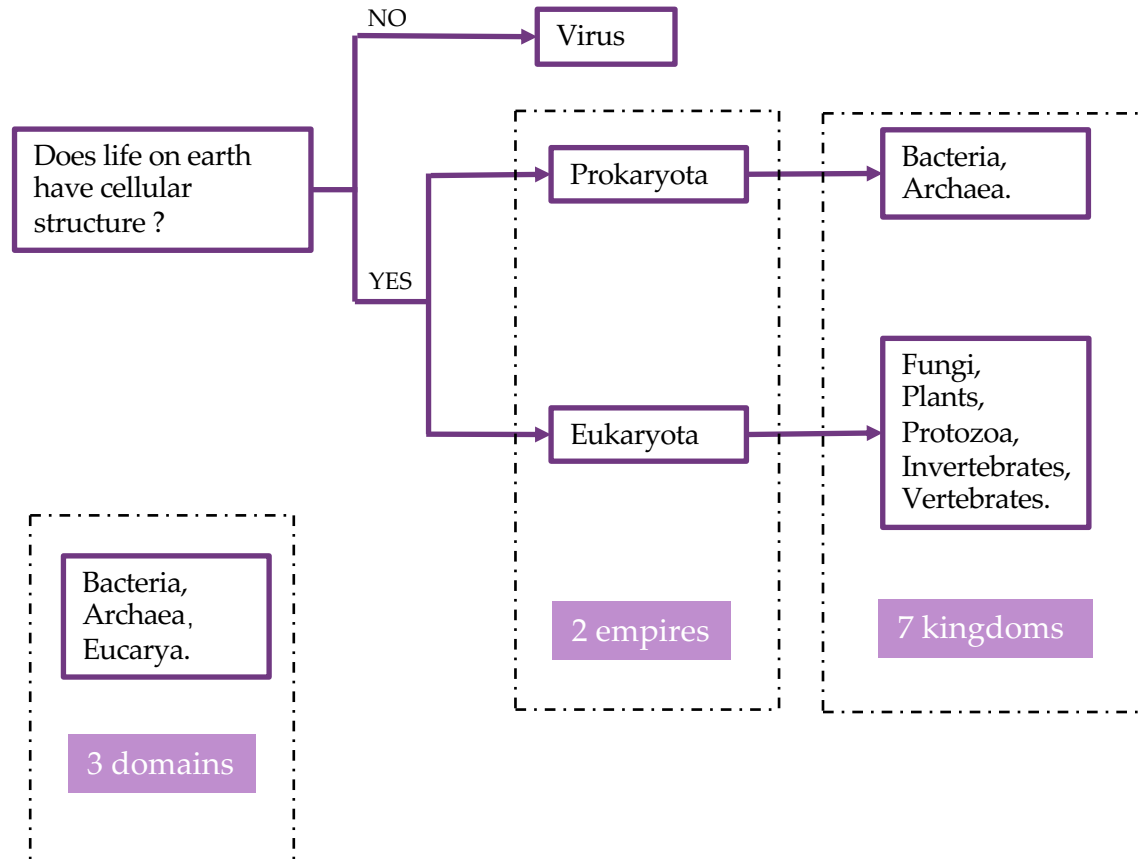 NO
Virus
Does life on earth
have cellular
structure ?
YES
Prokaryota
Bacteria,
Archaea.
Eukaryota
Fungi,
Plants,
Protozoa,
Invertebrates,
Vertebrates.
2 empires
7 kingdoms
Bacteria,
Archaea,
Eucarya.
3 domains